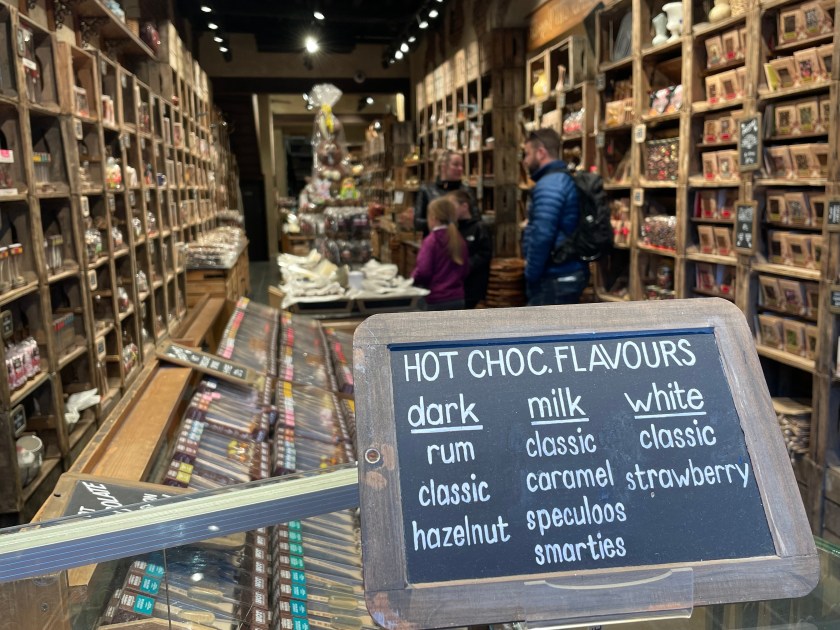 HOT CHOC. FLAVOURS
dark milk white
rum classic classic
classic caramel strawberry
hazelnut speculoos
smarties